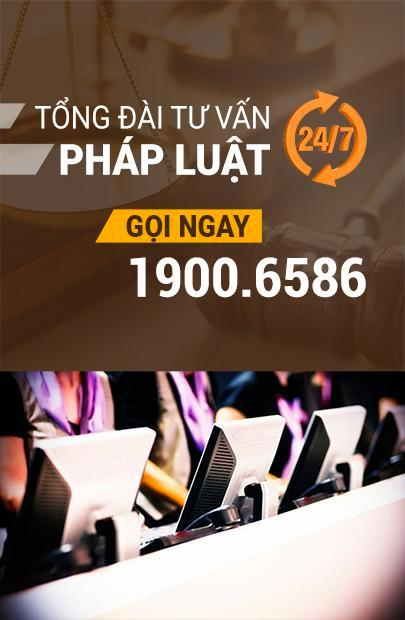 TỔNG ĐÀI TƯ VẤN
PHÁP LUẬT
24/7
GỌI NGAY
1900.6586